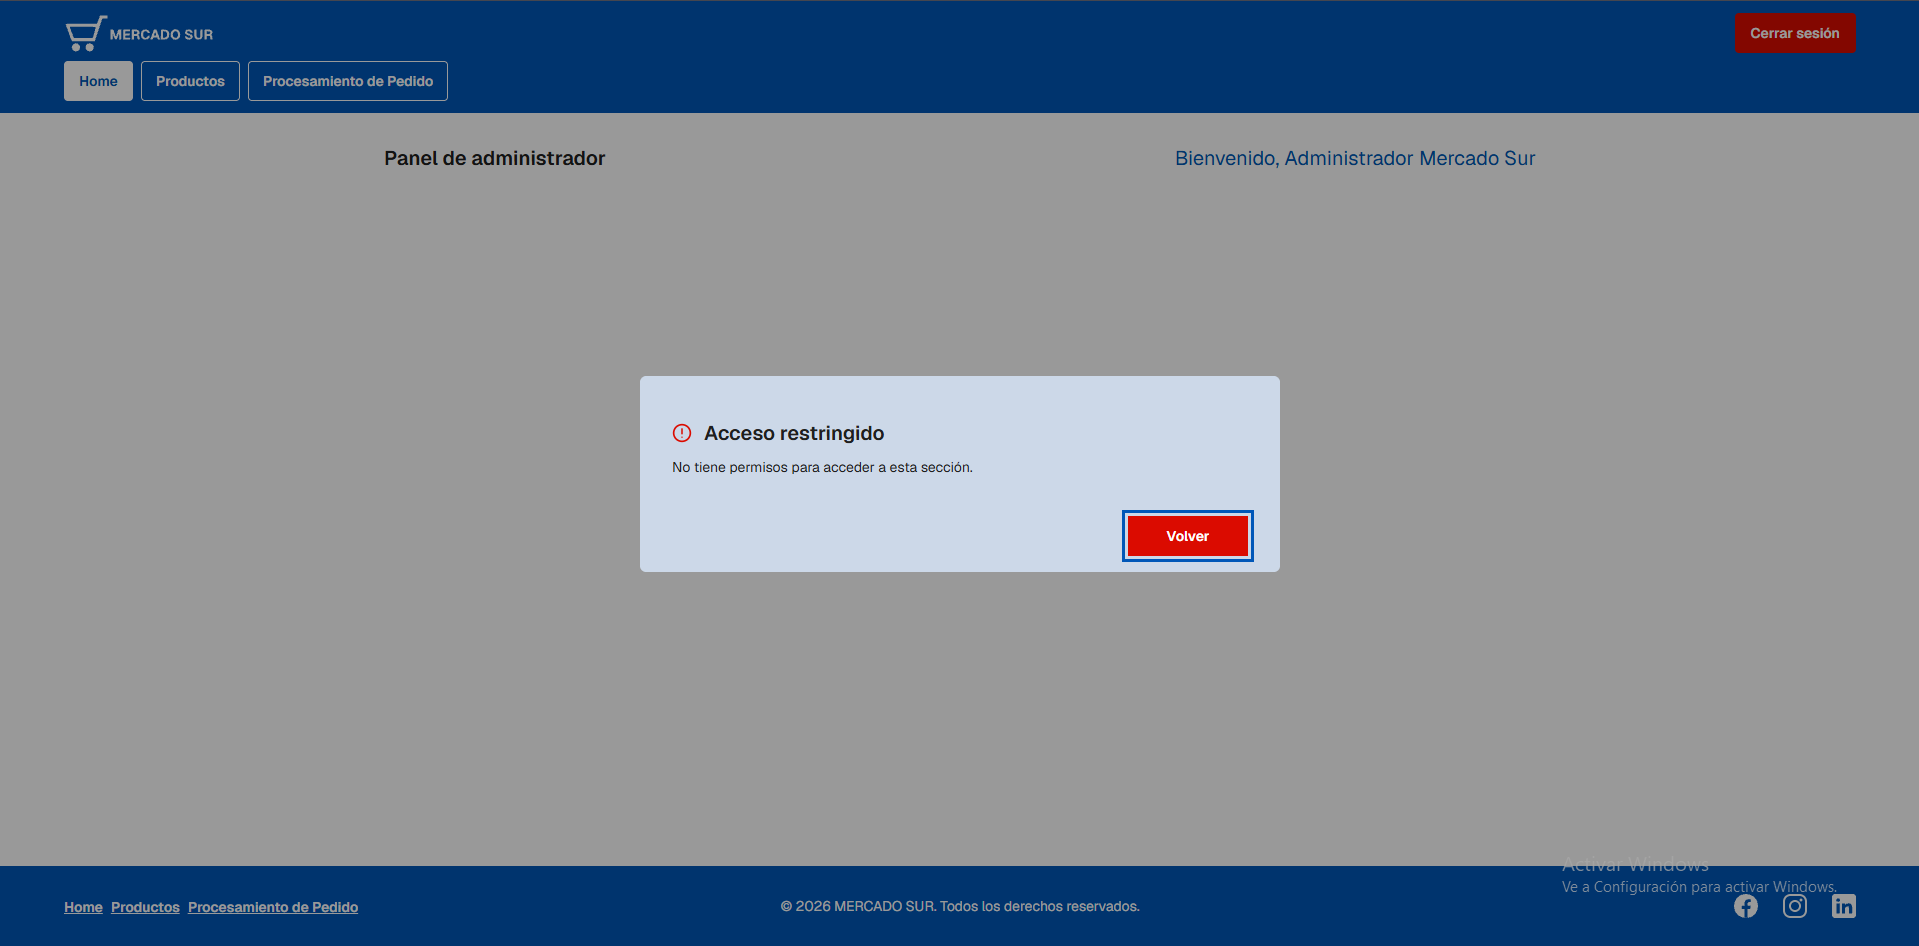 MERCADO SUR
Cerrar sesión
Home
Productos
Procesamiento de Pedido
Panel de administrador
Bienvenido, Administrador Mercado Sur
Acceso restringido
No tiene permisos para acceder a esta sección.
Volver
Activar Windows
Ve a Configuración para activar Windows.
Home Productos Procesamiento de Pedido
© 2026 MERCADO SUR. Todos los derechos reservados.